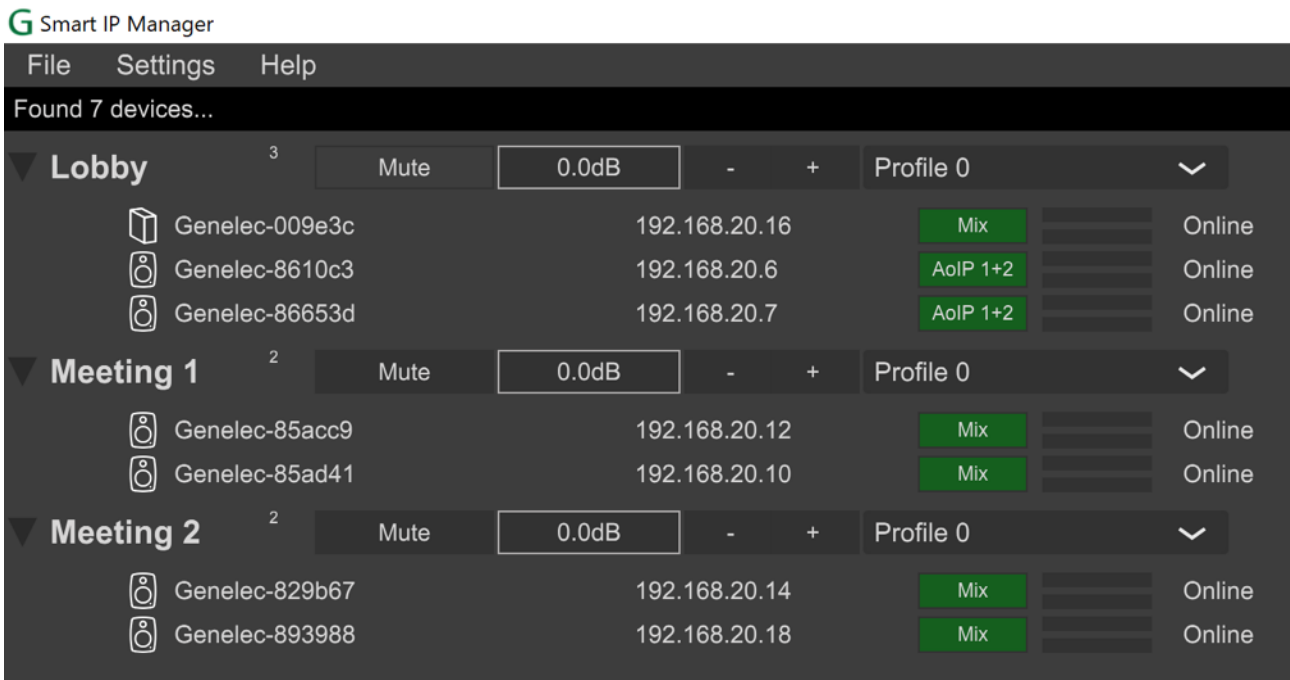 G Smart IP Manager
File Settings Help
Found 7 devices...
Lobby 3 Mute 0.0dB - + Profile 0
Genelec-009e3c 192.168.20.16 Mix Online
Genelec-8610c3 192.168.20.6 AoIP 1+2 Online
Genelec-86653d 192.168.20.7 AoIP 1+2 Online
Meeting 1 2 Mute 0.0dB - + Profile 0
Genelec-85acc9 192.168.20.12 Mix Online
Genelec-85ad41 192.168.20.10 Mix Online
Meeting 2 2 Mute 0.0dB - + Profile 0
Genelec-829b67 192.168.20.14 Mix Online
Genelec-893988 192.168.20.18 Mix Online